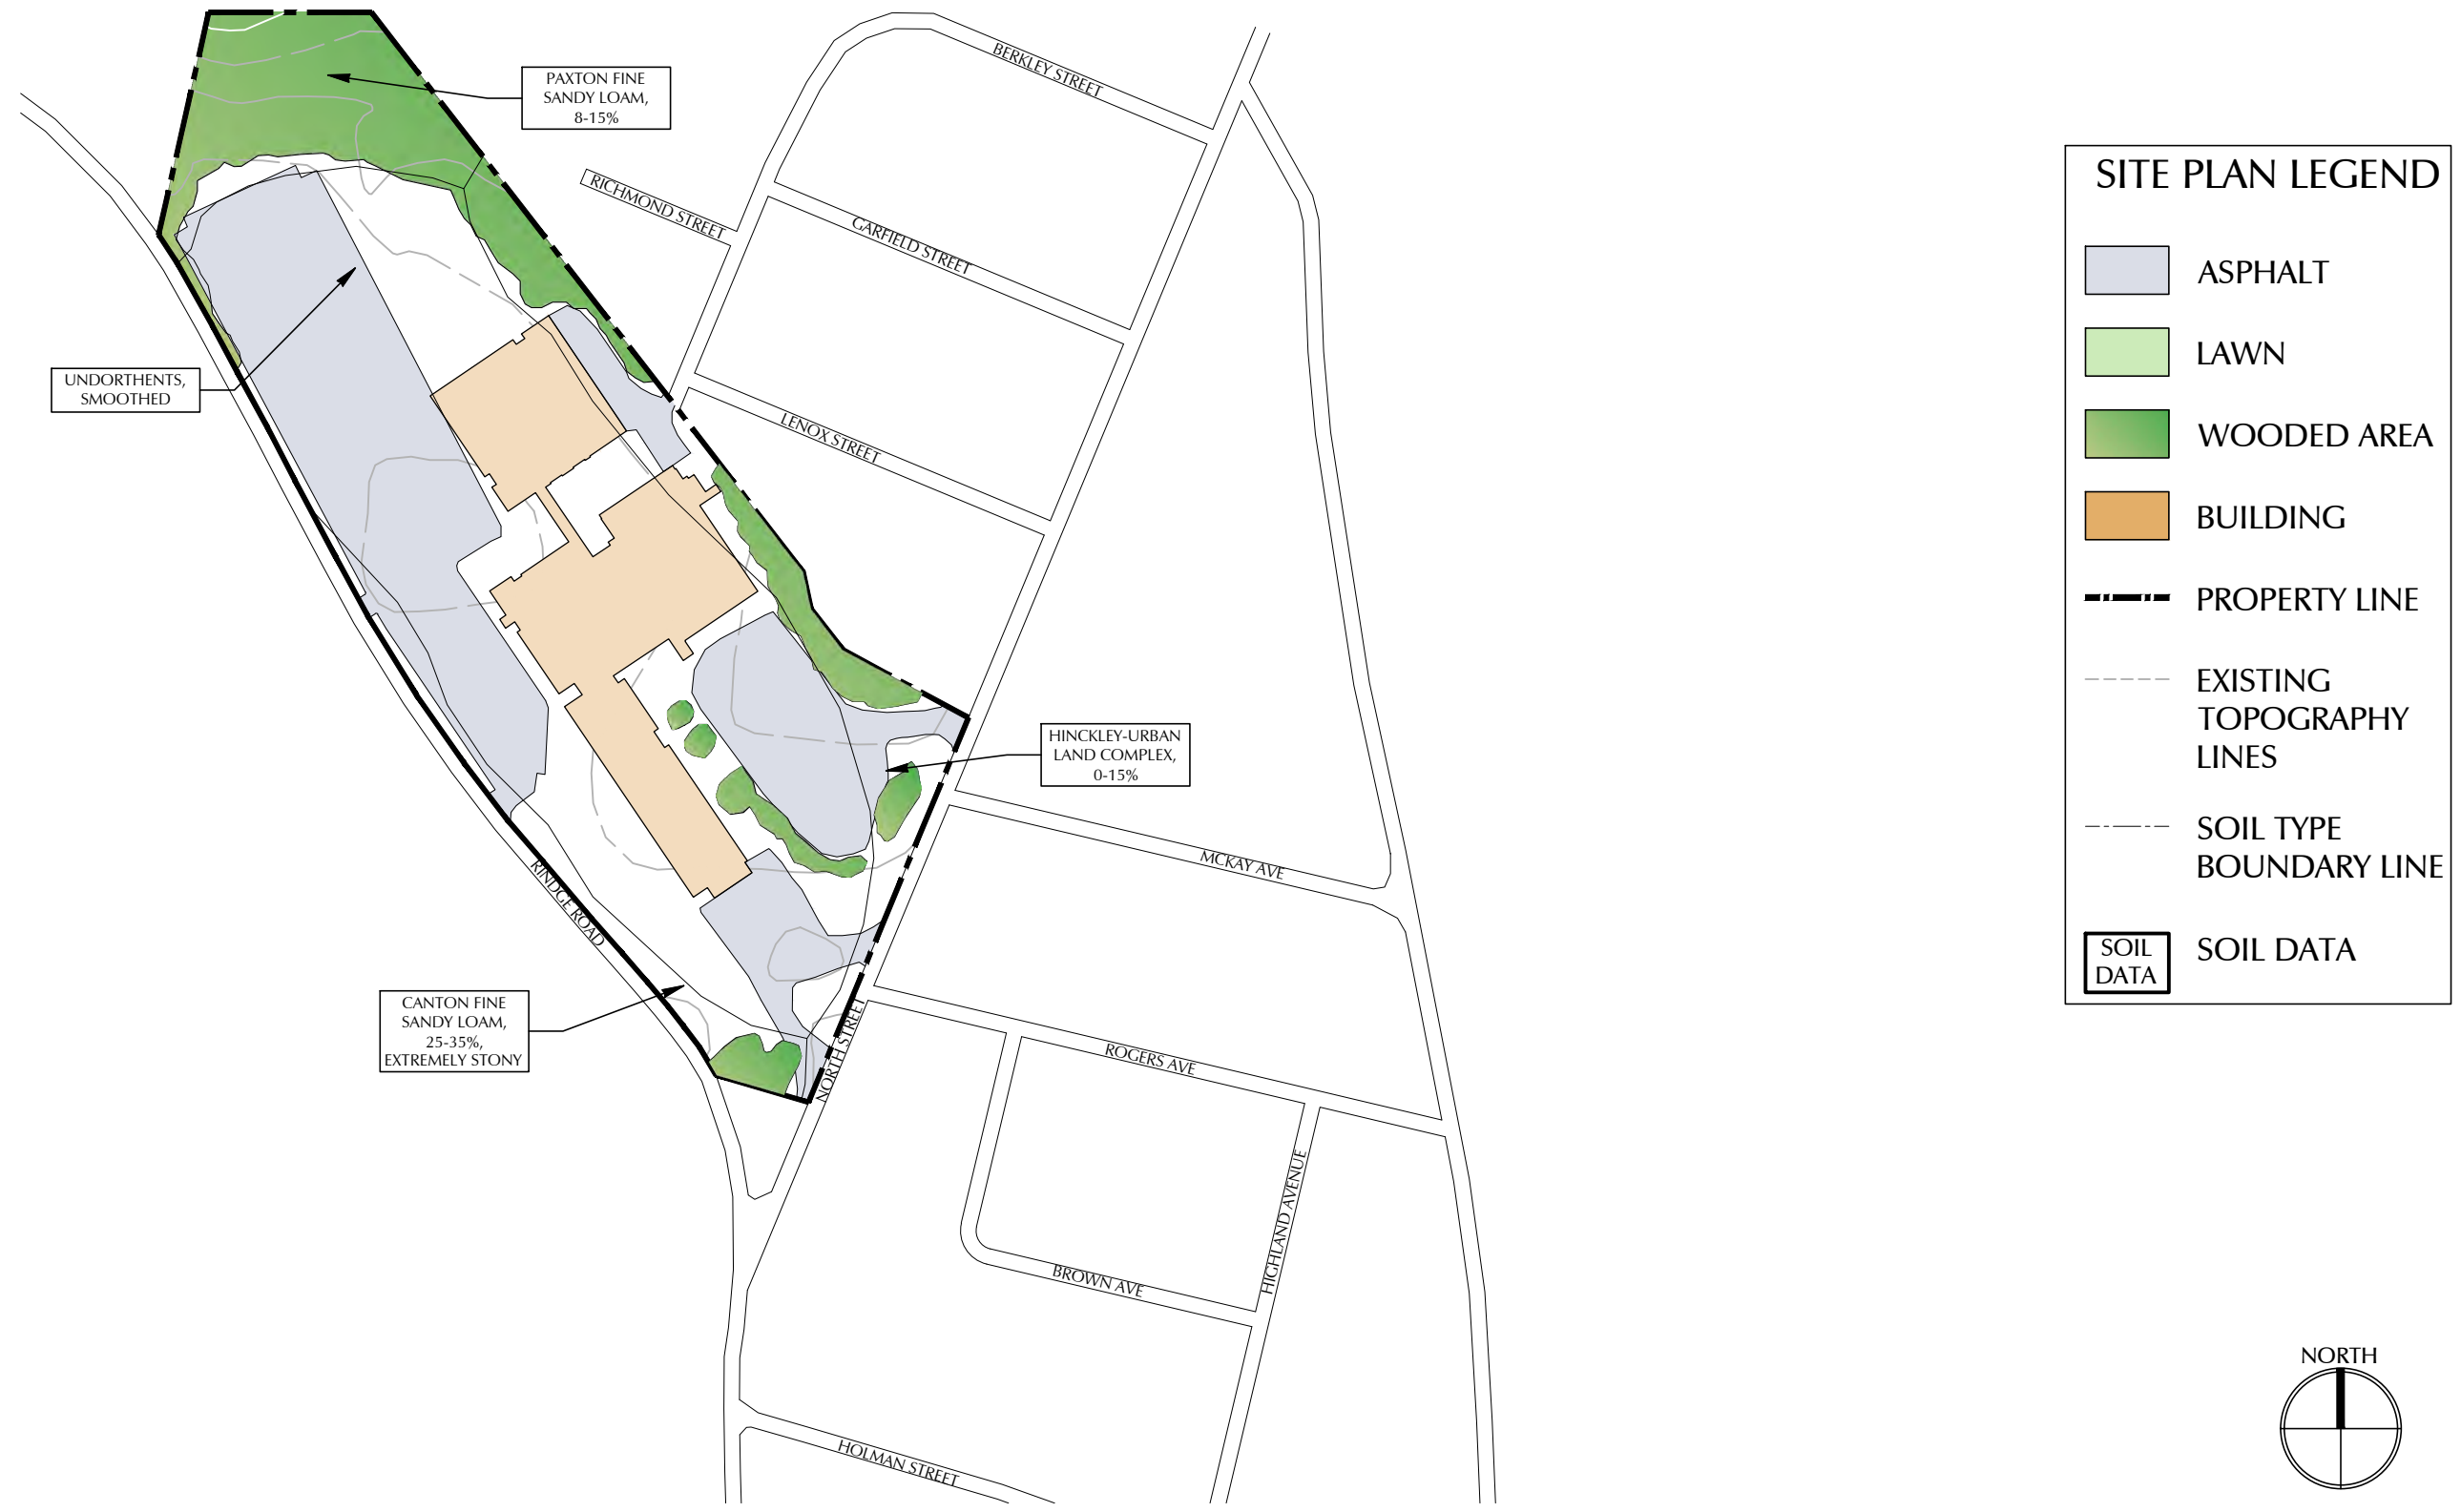 BERKLEY STREET
PAXTON FINE
SANDY LOAM,
8-15%
RICHMOND STREET
GARFIELD STREET
UNDORTHENTS,
SMOOTHED
LENOX STREET
HINCKLEY-URBAN
LAND COMPLEX,
0-15%
MCKAY AVE
RINDGE ROAD
CANTON FINE
SANDY LOAM,
25-35%,
EXTREMELY STONY
NORTH STREET
ROGERS AVE
HIGHLAND AVENUE
BROWN AVE
HOLMAN STREET
SITE PLAN LEGEND
ASPHALT
LAWN
WOODED AREA
BUILDING
PROPERTY LINE
EXISTING
TOPOGRAPHY
LINES
SOIL TYPE
BOUNDARY LINE
SOIL
DATA
SOIL DATA
NORTH